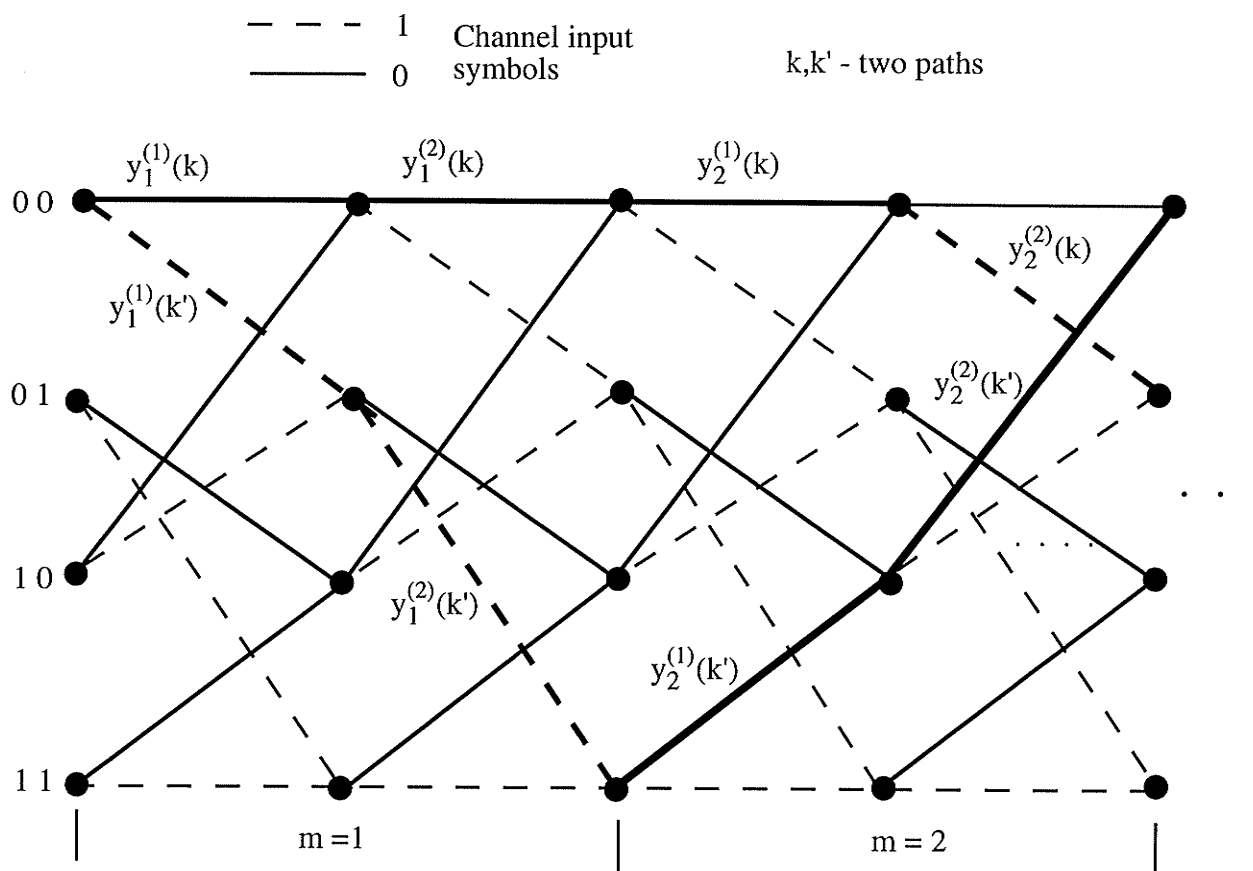 1
Channel input
symbols
0
k,k' - two paths
y_1^{(1)}(k)
y_1^{(2)}(k)
y_2^{(1)}(k)
0 0
y_2^{(2)}(k)
y_1^{(1)}(k')
0 1
y_2^{(2)}(k')
1 0
y_1^{(2)}(k')
y_2^{(1)}(k')
1 1
m =1
m = 2